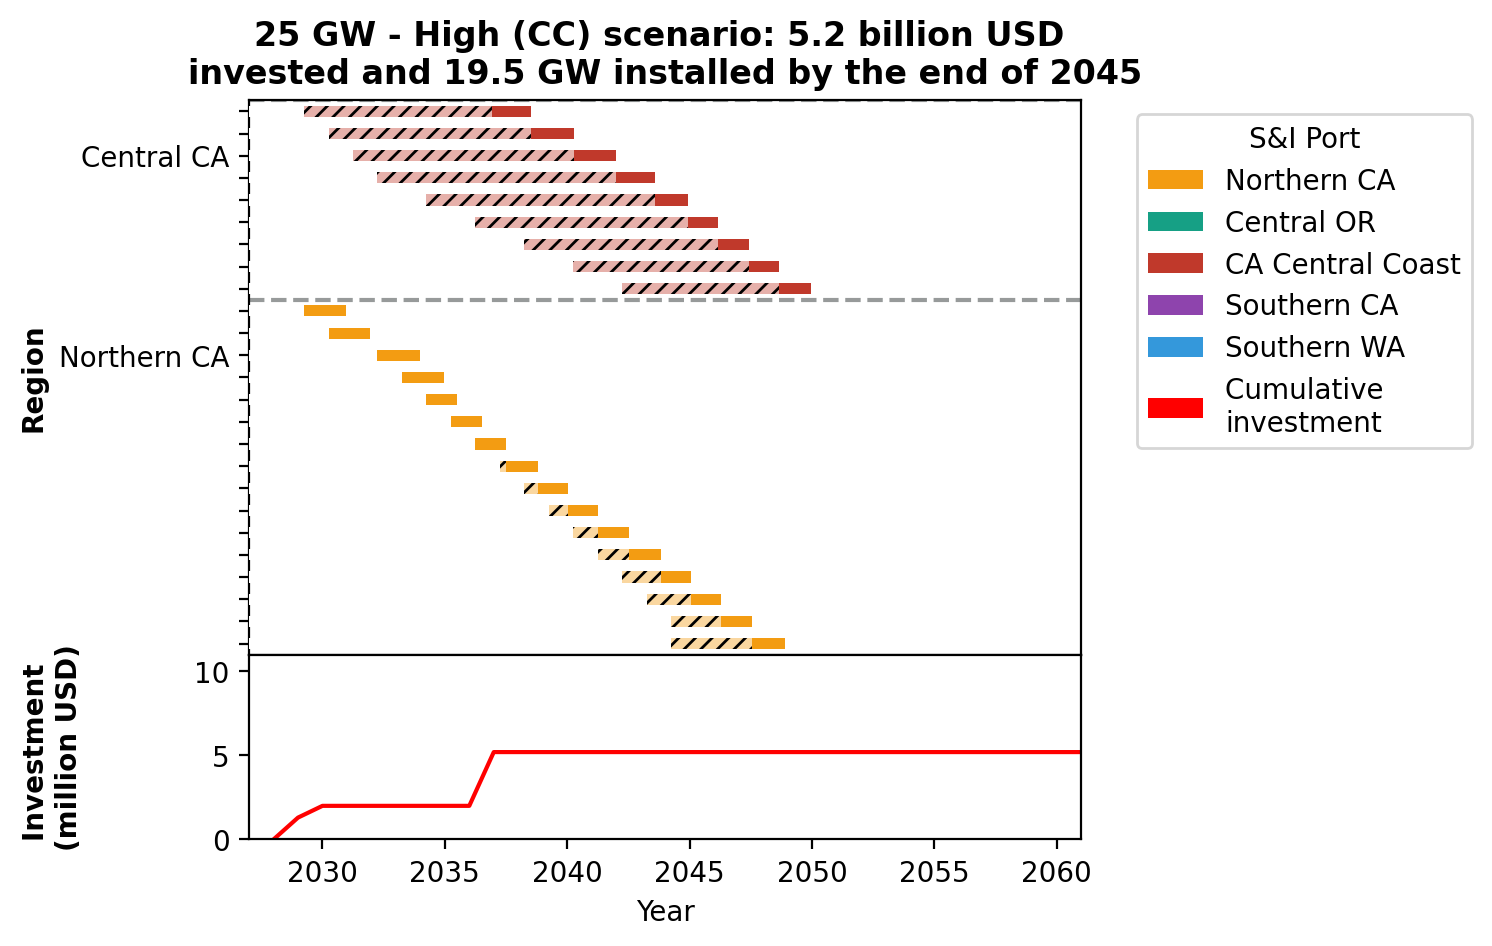 25 GW - High (CC) scenario: 5.2 billion USD
invested and 19.5 GW installed by the end of 2045
Central CA
Northern CA
Region
S&I Port
Northern CA
Central OR
CA Central Coast
Southern CA
Southern WA
Cumulative
investment
Investment
(million USD)
10
5
0
2030 2035 2040 2045 2050 2055 2060
Year